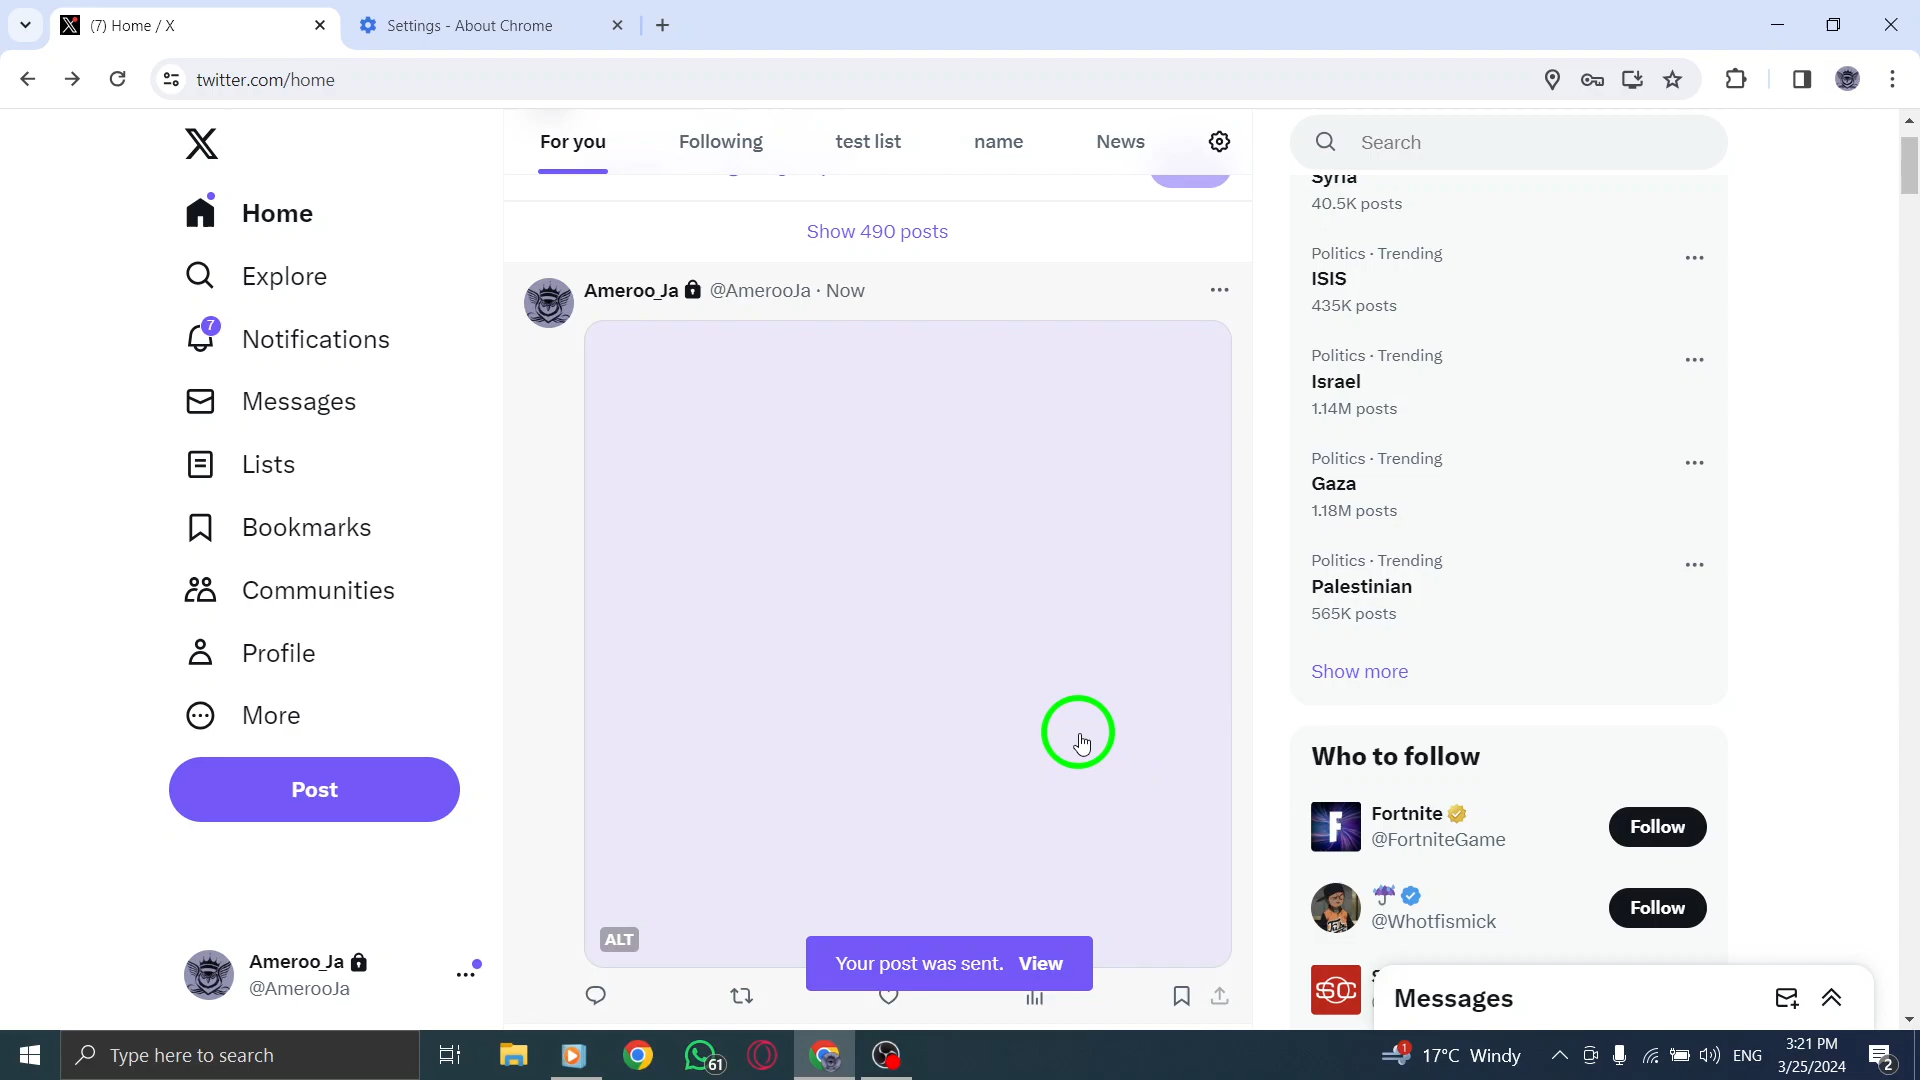 (7) Home / X
Settings - About Chrome
twitter.com/home
Home
Explore
7
Notifications
Messages
Lists
Bookmarks
Communities
Profile
More
Post
Ameroo_Ja
@AmerooJa
For you
Following
test list
name
News
Show 490 posts
Ameroo_Ja @AmerooJa · Now
ALT
Your post was sent. View
Search
Syria
40.5K posts
Politics · Trending
ISIS
435K posts
Politics · Trending
Israel
1.14M posts
Politics · Trending
Gaza
1.18M posts
Politics · Trending
Palestinian
565K posts
Show more
Who to follow
Fortnite
@FortniteGame
Follow
@Whotfismick
Follow
Messages
Type here to search
61
1
17°C Windy
ENG
3:21 PM
3/25/2024
2